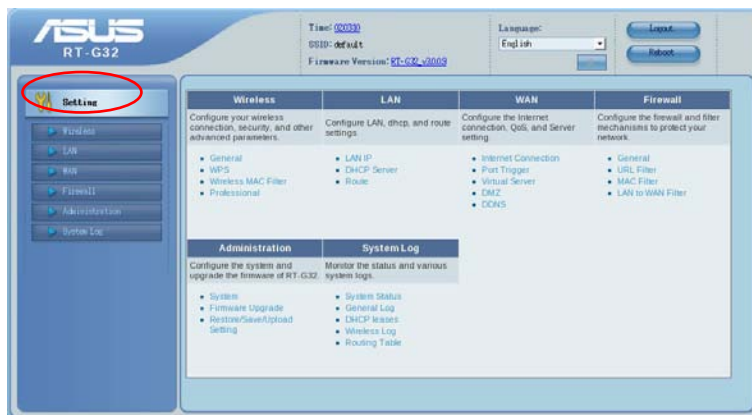 ASUS
RT-G32
Time: 020330
SSID: default
Firmware Version: RT-G32_v3.0.0.9
Language:
English
Logout
Reboot
Setting
Wireless
LAN
WAN
Firewall
Administration
System Log
Wireless
Configure your wireless
connection, security, and other
advanced parameters.
General
WPS
Wireless MAC Filter
Professional
LAN
Configure LAN, dhcp, and route
settings.
LAN IP
DHCP Server
Route
WAN
Configure the Internet
connection, QoS, and Server
setting.
Internet Connection
Port Trigger
Virtual Server
DMZ
DDNS
Firewall
Configure the firewall and filter
mechanisms to protect your
network.
General
URL Filter
MAC Filter
LAN to WAN Filter
Administration
Configure the system and
upgrade the firmware of RT-G32.
System
Firmware Upgrade
Restore/Save/Upload
Setting
System Log
Monitor the status and various
system logs.
System Status
General Log
DHCP leases
Wireless Log
Routing Table